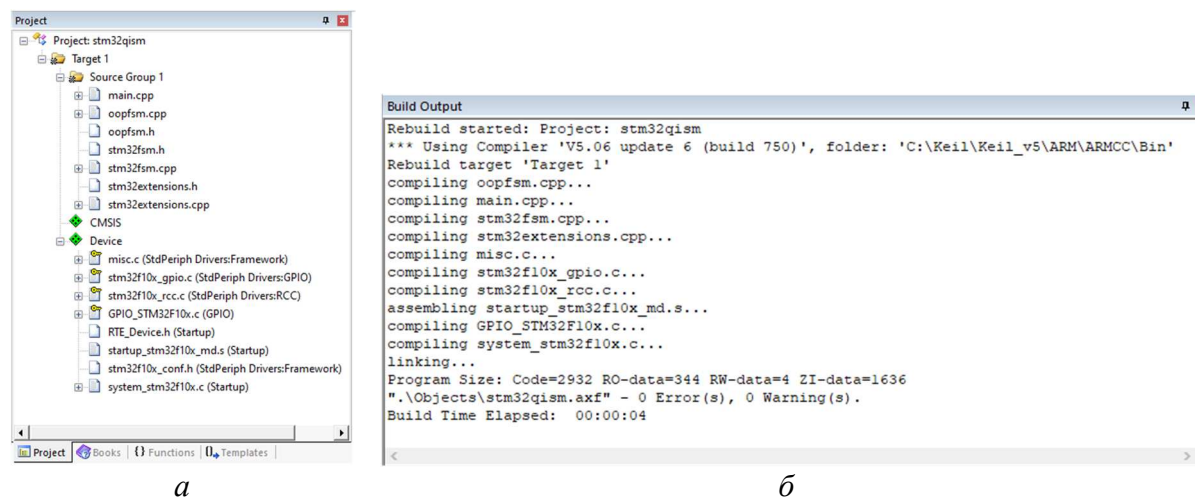 Project
Project: stm32qism
Target 1
Source Group 1
main.cpp
oopfsm.cpp
oopfsm.h
stm32fsm.h
stm32fsm.cpp
stm32extensions.h
stm32extensions.cpp
CMSIS
Device
misc.c (StdPeriph Drivers:Framework)
stm32f10x_gpio.c (StdPeriph Drivers:GPIO)
stm32f10x_rcc.c (StdPeriph Drivers:RCC)
GPIO_STM32F10x.c (GPIO)
RTE_Device.h (Startup)
startup_stm32f10x_md.s (Startup)
stm32f10x_conf.h (StdPeriph Drivers:Framework)
system_stm32f10x.c (Startup)
Project Books {} Functions 0 Templates
а
Build Output
Rebuild started: Project: stm32qism
*** Using Compiler 'V5.06 update 6 (build 750)', folder: 'C:\Keil\Keil_v5\ARM\ARMCC\Bin'
Rebuild target 'Target 1'
compiling oopfsm.cpp...
compiling main.cpp...
compiling stm32fsm.cpp...
compiling stm32extensions.cpp...
compiling misc.c...
compiling stm32f10x_gpio.c...
compiling stm32f10x_rcc.c...
assembling startup_stm32f10x_md.s...
compiling GPIO_STM32F10x.c...
compiling system_stm32f10x.c...
linking...
Program Size: Code=2932 RO-data=344 RW-data=4 ZI-data=1636
".\Objects\stm32qism.axf" - 0 Error(s), 0 Warning(s).
Build Time Elapsed:  00:00:04
б